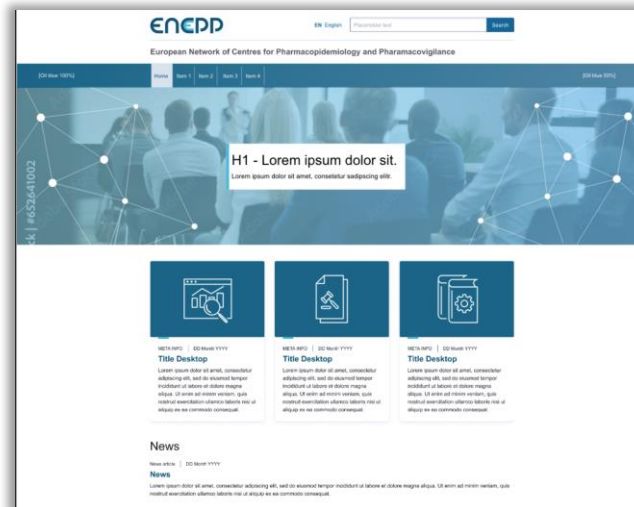 ENEPP
EN English
Placeholder text
Search
European Network of Centres for Pharmacopidemiology and Pharamacovigilance
[Oil blue 100%]
Home
Item 1
Item 2
Item 3
Item 4
[Oil blue 80%]
H1 - Lorem ipsum dolor sit.
Lorem ipsum dolor sit amet, consetetur sadipscing elitr.
ck | #652641002
META INFO | DD Month YYYY
Title Desktop
Lorem ipsum dolor sit amet, consectetur
adipiscing elit, sed do eiusmod tempor
incididunt ut labore et dolore magna
aliqua. Ut enim ad minim veniam, quis
nostrud exercitation ullamco laboris nisi ut
aliquip ex ea commodo consequat.
META INFO | DD Month YYYY
Title Desktop
Lorem ipsum dolor sit amet, consectetur
adipiscing elit, sed do eiusmod tempor
incididunt ut labore et dolore magna
aliqua. Ut enim ad minim veniam, quis
nostrud exercitation ullamco laboris nisi ut
aliquip ex ea commodo consequat.
META INFO | DD Month YYYY
Title Desktop
Lorem ipsum dolor sit amet, consectetur
adipiscing elit, sed do eiusmod tempor
incididunt ut labore et dolore magna
aliqua. Ut enim ad minim veniam, quis
nostrud exercitation ullamco laboris nisi ut
aliquip ex ea commodo consequat.
News
News article | DD Month YYYY
News
Lorem ipsum dolor sit amet, consectetur adipiscing elit, sed do eiusmod tempor incididunt ut labore et dolore magna aliqua. Ut enim ad minim veniam, quis
nostrud exercitation ullamco laboris nisi ut aliquip ex ea commodo consequat.